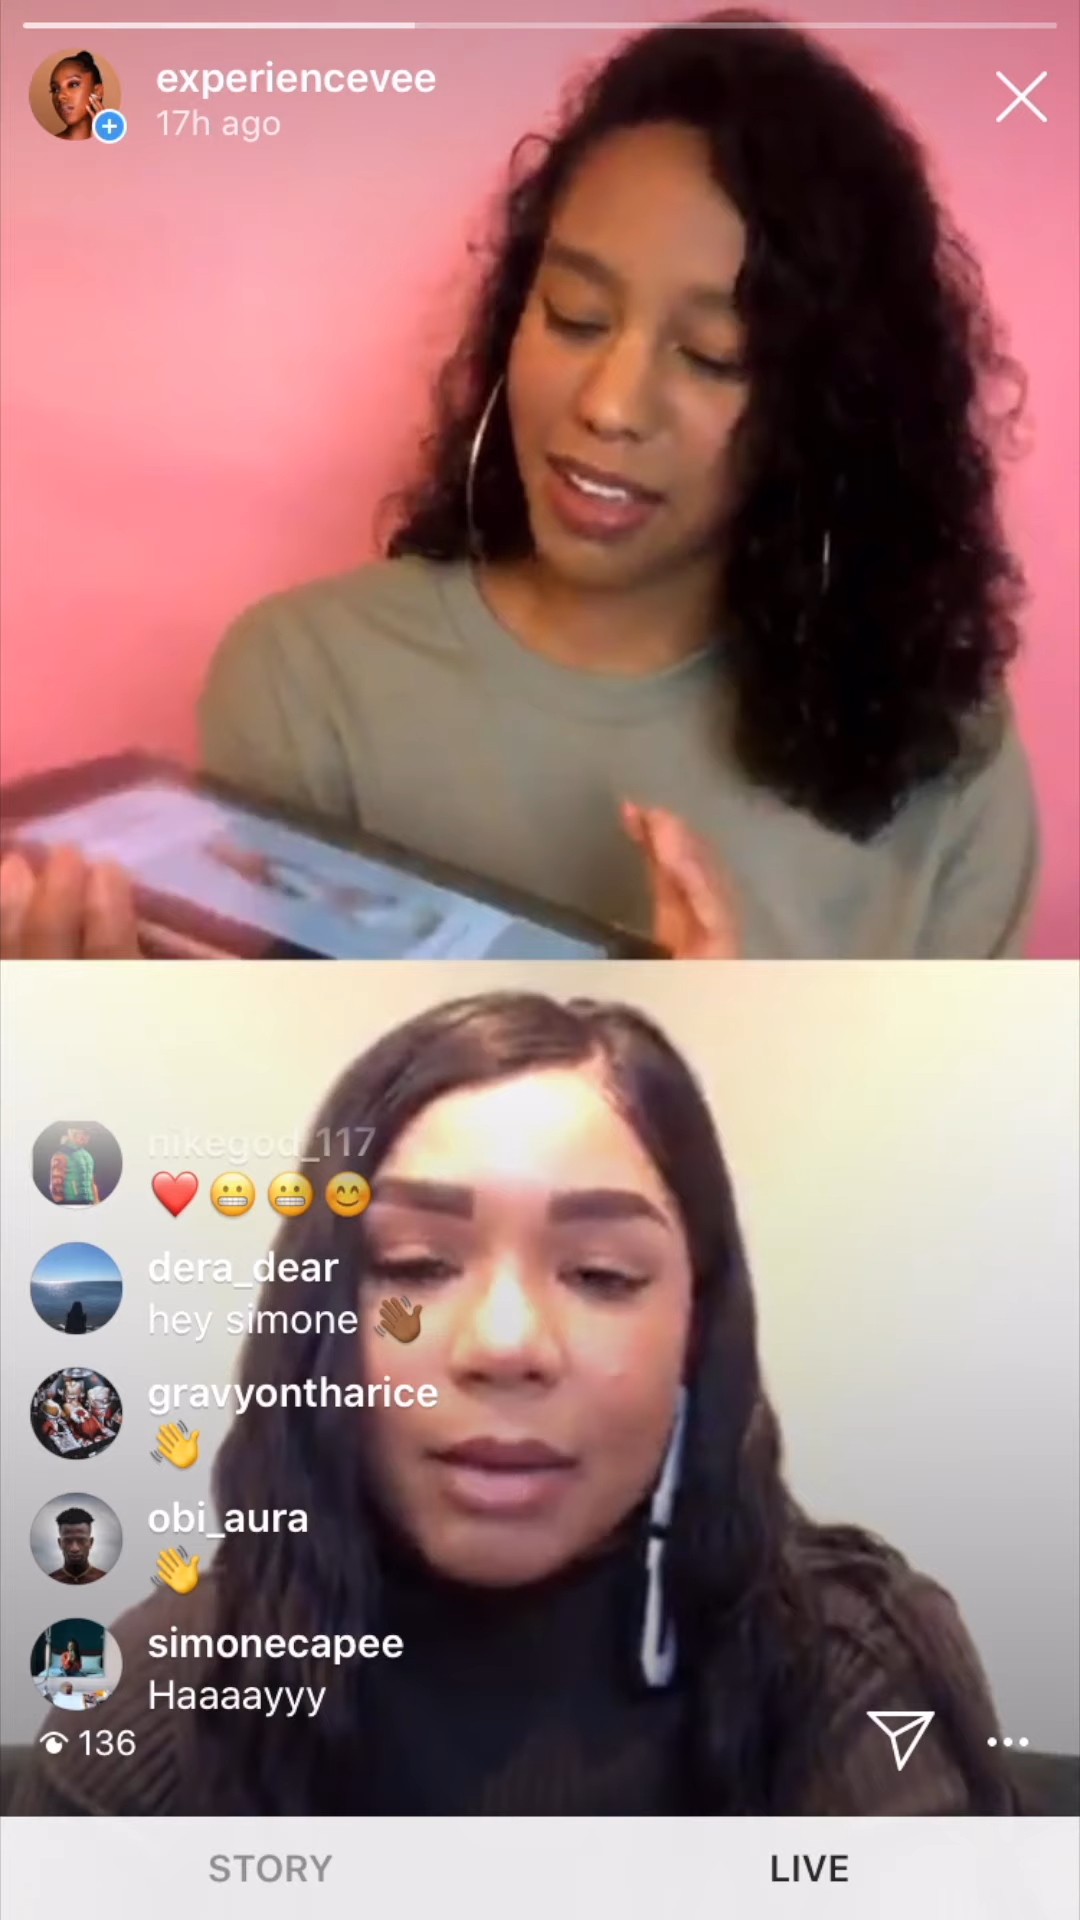 experiencevee
17h ago
nikegod_117
❤️😬😬😊
dera_dear
hey simone 👋🏾
gravyontharice
👋
obi_aura
👋
simonecapee
Haaaayyy
136
STORY
LIVE